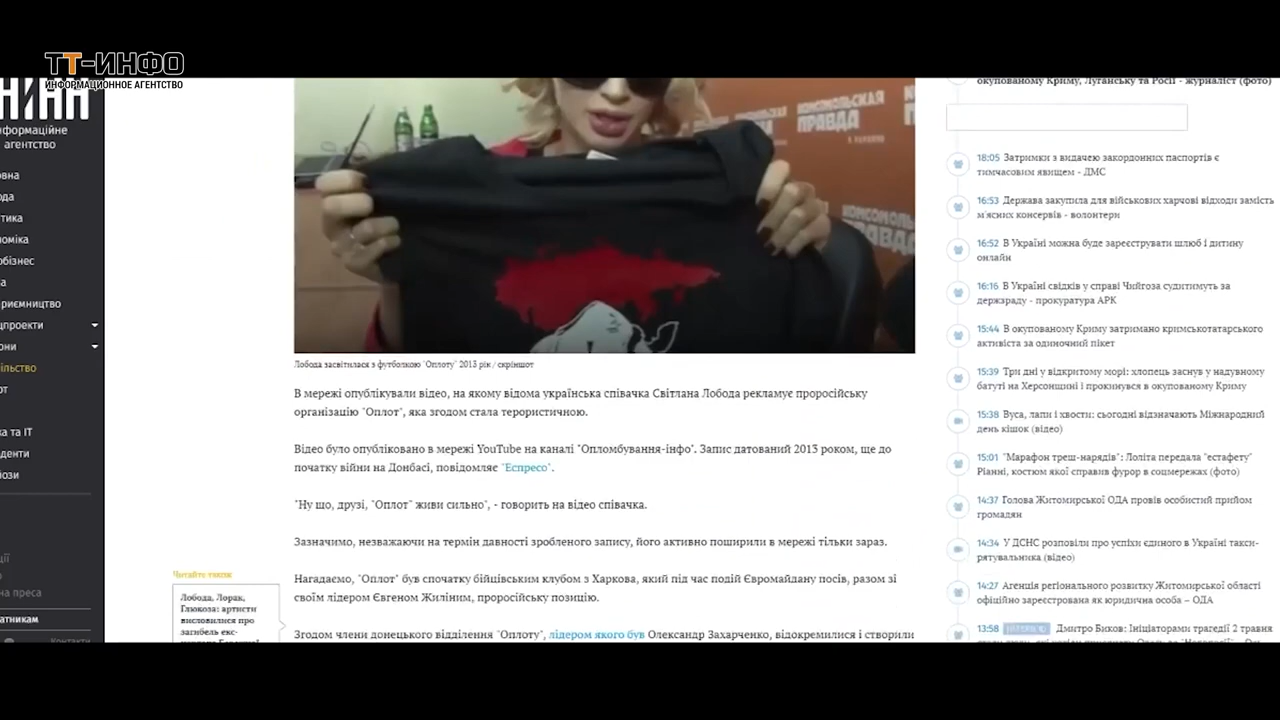 ТТ-ИНФО
ИНФОРМАЦИОННОЕ АГЕНТСТВО
нформаційне
агентство
КОМСОМОЛЬСКАЯ
ПРАВДА
окупованому Криму, Луганську та Росії - журналіст (фото)
18:05 Затримки з видачею закордонних паспортів є
тимчасовим явищем - ДМС
16:53 Держава закупила для військових харчові відходи замість
м'ясних консервів - волонтери
16:52 В Україні можна буде зареєструвати шлюб і дитину
онлайн
16:16 В Україні свідків у справі Чийгоза судитимуть за
держзраду - прокуратура АРК
15:44 В окупованому Криму затримано кримськотатарського
активіста за одиночний пікет
15:39 Три дні у відкритому морі: хлопець заснув у надувному
батуті на Херсонщині і прокинувся в окупованому Криму
15:38 Вуса, лапи і хвости: сьогодні відзначають Міжнародний
день кішок (відео)
15:01 "Марафон треш-нарядів": Лоліта передала "естафету"
Ріанні, костюм якої справив фурор в соцмережах (фото)
14:37 Голова Житомирської ОДА провів особистий прийом
громадян
14:34 У ДСНС розповіли про успіхи єдиного в Україні такси-
рятувальника (відео)
14:27 Агенція регіонального розвитку Житомирської області
офіційно зареєстрована як юридична особа – ОДА
13:58 ІНТЕРВ'Ю Дмитро Биков: Ініціаторами трагедії 2 травня
Лобода засвітилася з футболкою "Оплоту" 2013 рік / скріншот
В мережі опублікували відео, на якому відома українська співачка Світлана Лобода рекламує проросійську
організацію "Оплот", яка згодом стала терористичною.
Відео було опубліковано в мережі YouTube на каналі "Опломбування-інфо". Запис датований 2013 роком, ще до
початку війни на Донбасі, повідомляє "Еспресо".
"Ну шо, друзі, "Оплот" живи сильно", - говорить на відео співачка.
Зазначимо, незважаючи на термін давності зробленого запису, його активно поширили в мережі тільки зараз.
Нагадаємо, "Оплот" був спочатку бійцівським клубом з Харкова, який під час подій Євромайдану посів, разом зі
своїм лідером Євгеном Жиліним, проросійську позицію.
Згодом члени донецького відділення "Оплоту", лідером якого був Олександр Захарченко, відокремилися і створили
Читайте також
Лобода, Лорак,
Глюкоза: артисти
висловилися про
загибель екс-
овна
ода
тика
номіка
обізнес
а
риємництво
цпроекти
они
ільство
от
ка та ІТ
денти
йози
ції
на преса
атникам
Контакти